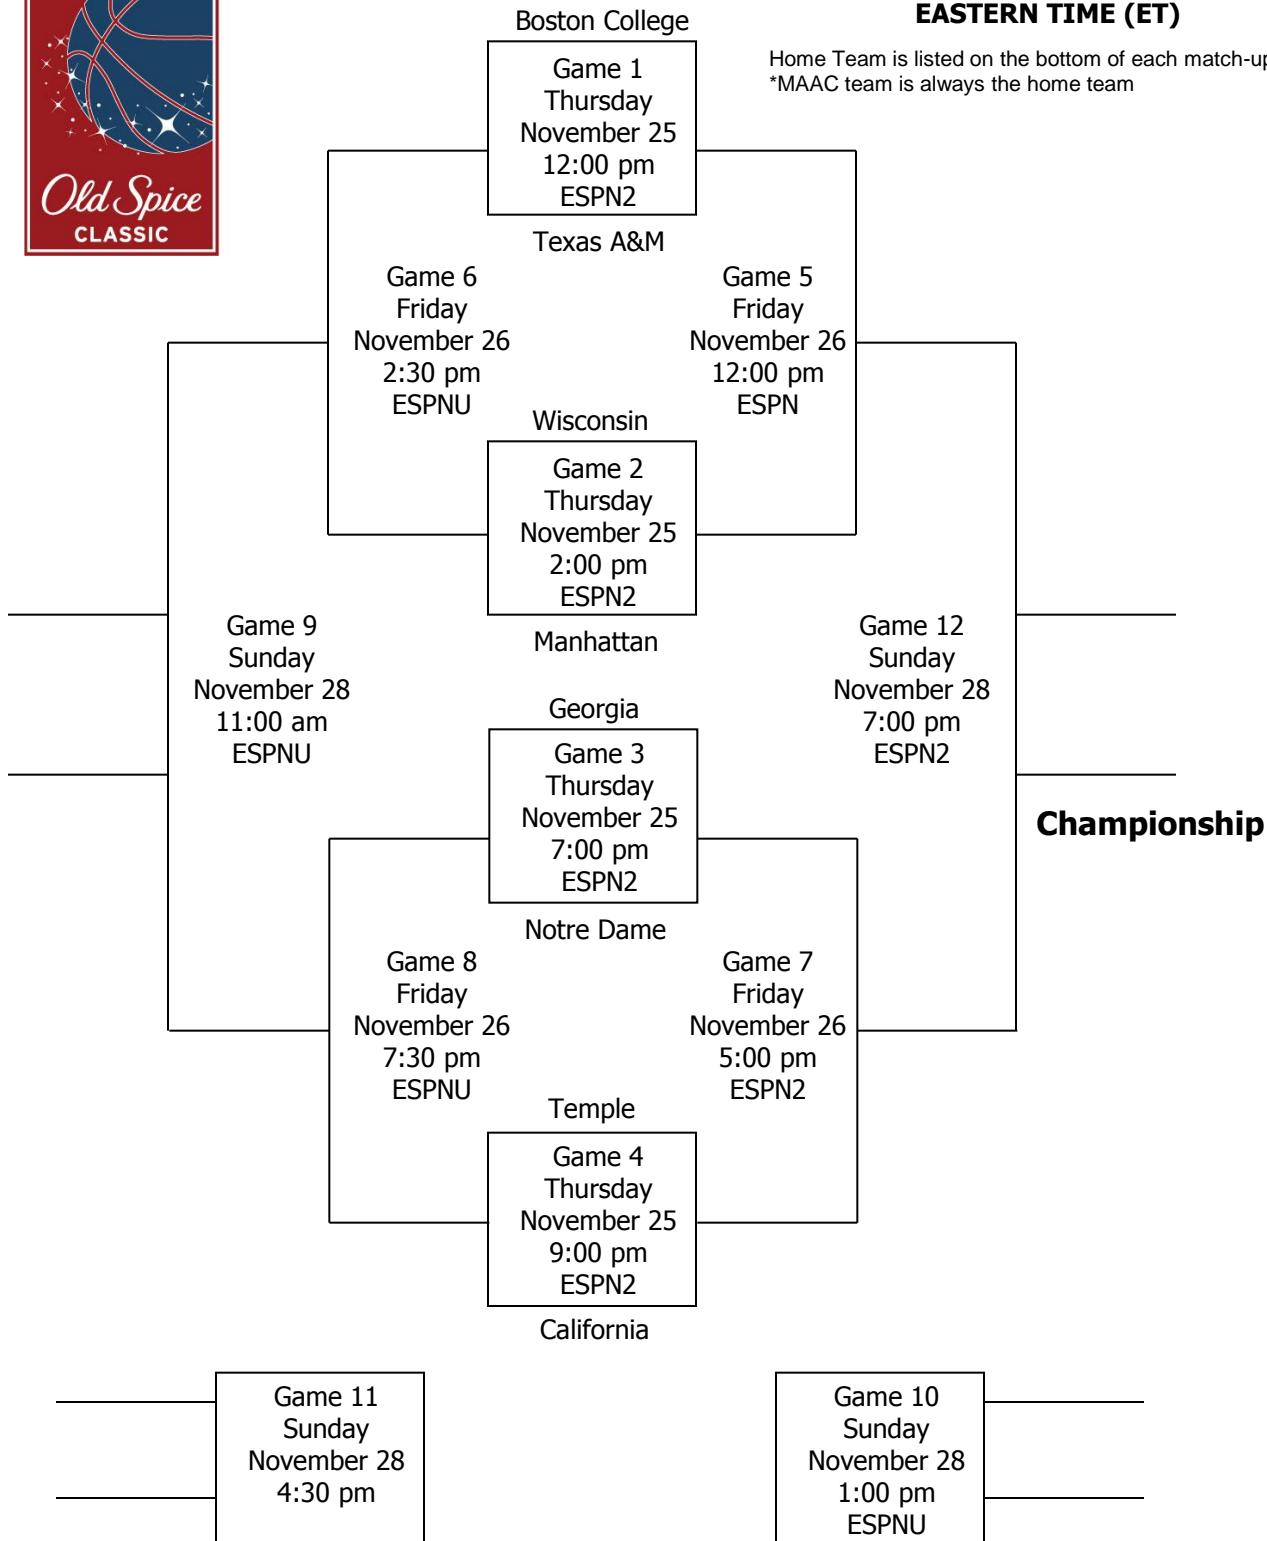 Old Spice
CLASSIC
EASTERN TIME (ET)
Home Team is listed on the bottom of each match-up
*MAAC team is always the home team
Boston College
Game 1
Thursday
November 25
12:00 pm
ESPN2
Texas A&M
Game 6
Friday
November 26
2:30 pm
ESPNU
Game 5
Friday
November 26
12:00 pm
ESPN
Wisconsin
Game 2
Thursday
November 25
2:00 pm
ESPN2
Manhattan
Game 9
Sunday
November 28
11:00 am
ESPNU
Game 12
Sunday
November 28
7:00 pm
ESPN2
Championship
Georgia
Game 3
Thursday
November 25
7:00 pm
ESPN2
Notre Dame
Game 8
Friday
November 26
7:30 pm
ESPNU
Game 7
Friday
November 26
5:00 pm
ESPN2
Temple
Game 4
Thursday
November 25
9:00 pm
ESPN2
California
Game 11
Sunday
November 28
4:30 pm
Game 10
Sunday
November 28
1:00 pm
ESPNU